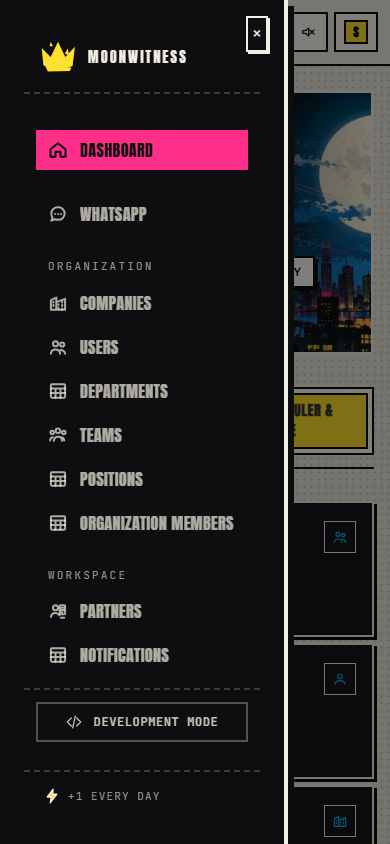 ×
MOONWITNESS
S
DASHBOARD
WHATSAPP
Y
ORGANIZATION
COMPANIES
USERS
DEPARTMENTS
ULER &
TEAMS
POSITIONS
ORGANIZATION MEMBERS
WORKSPACE
PARTNERS
NOTIFICATIONS
</> DEVELOPMENT MODE
+1 EVERY DAY